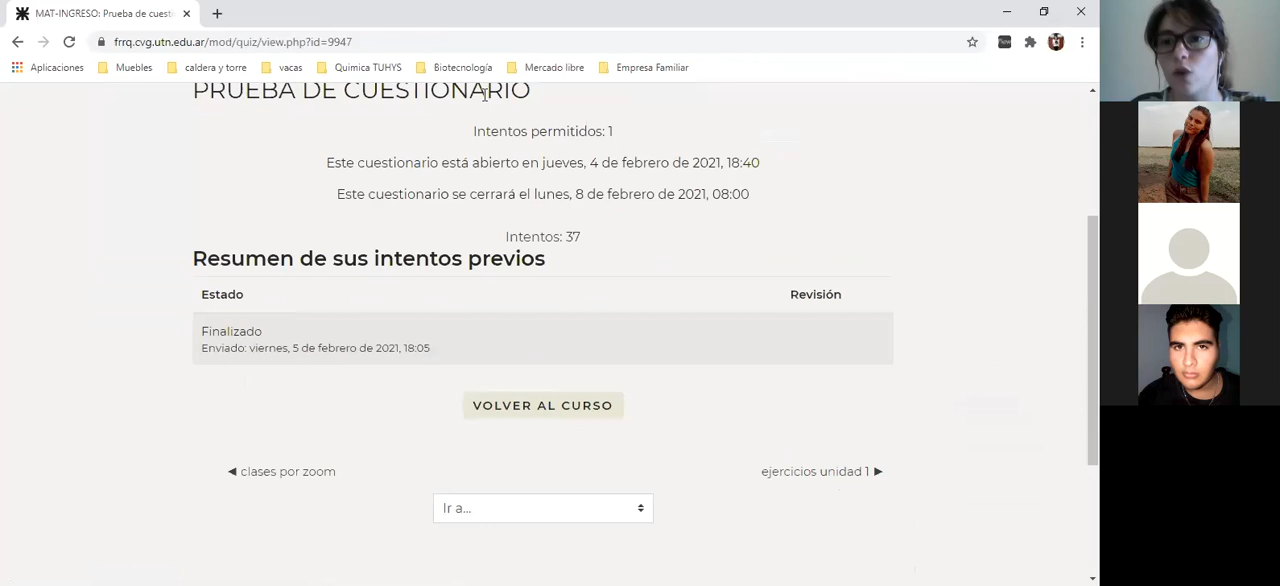 MAT-INGRESO: Prueba de cuesti
frrq.cvg.utn.edu.ar/mod/quiz/view.php?id=9947
Aplicaciones Muebles caldera y torre vacas Quimica TUHYS Biotecnología Mercado libre Empresa Familiar
PRUEBA DE CUESTIONARIO
Intentos permitidos: 1
Este cuestionario está abierto en jueves, 4 de febrero de 2021, 18:40
Este cuestionario se cerrará el lunes, 8 de febrero de 2021, 08:00
Intentos: 37
Resumen de sus intentos previos
Estado Revisión
Finalizado
Enviado: viernes, 5 de febrero de 2021, 18:05
VOLVER AL CURSO
◄ clases por zoom ejercicios unidad 1 ►
Ir a...